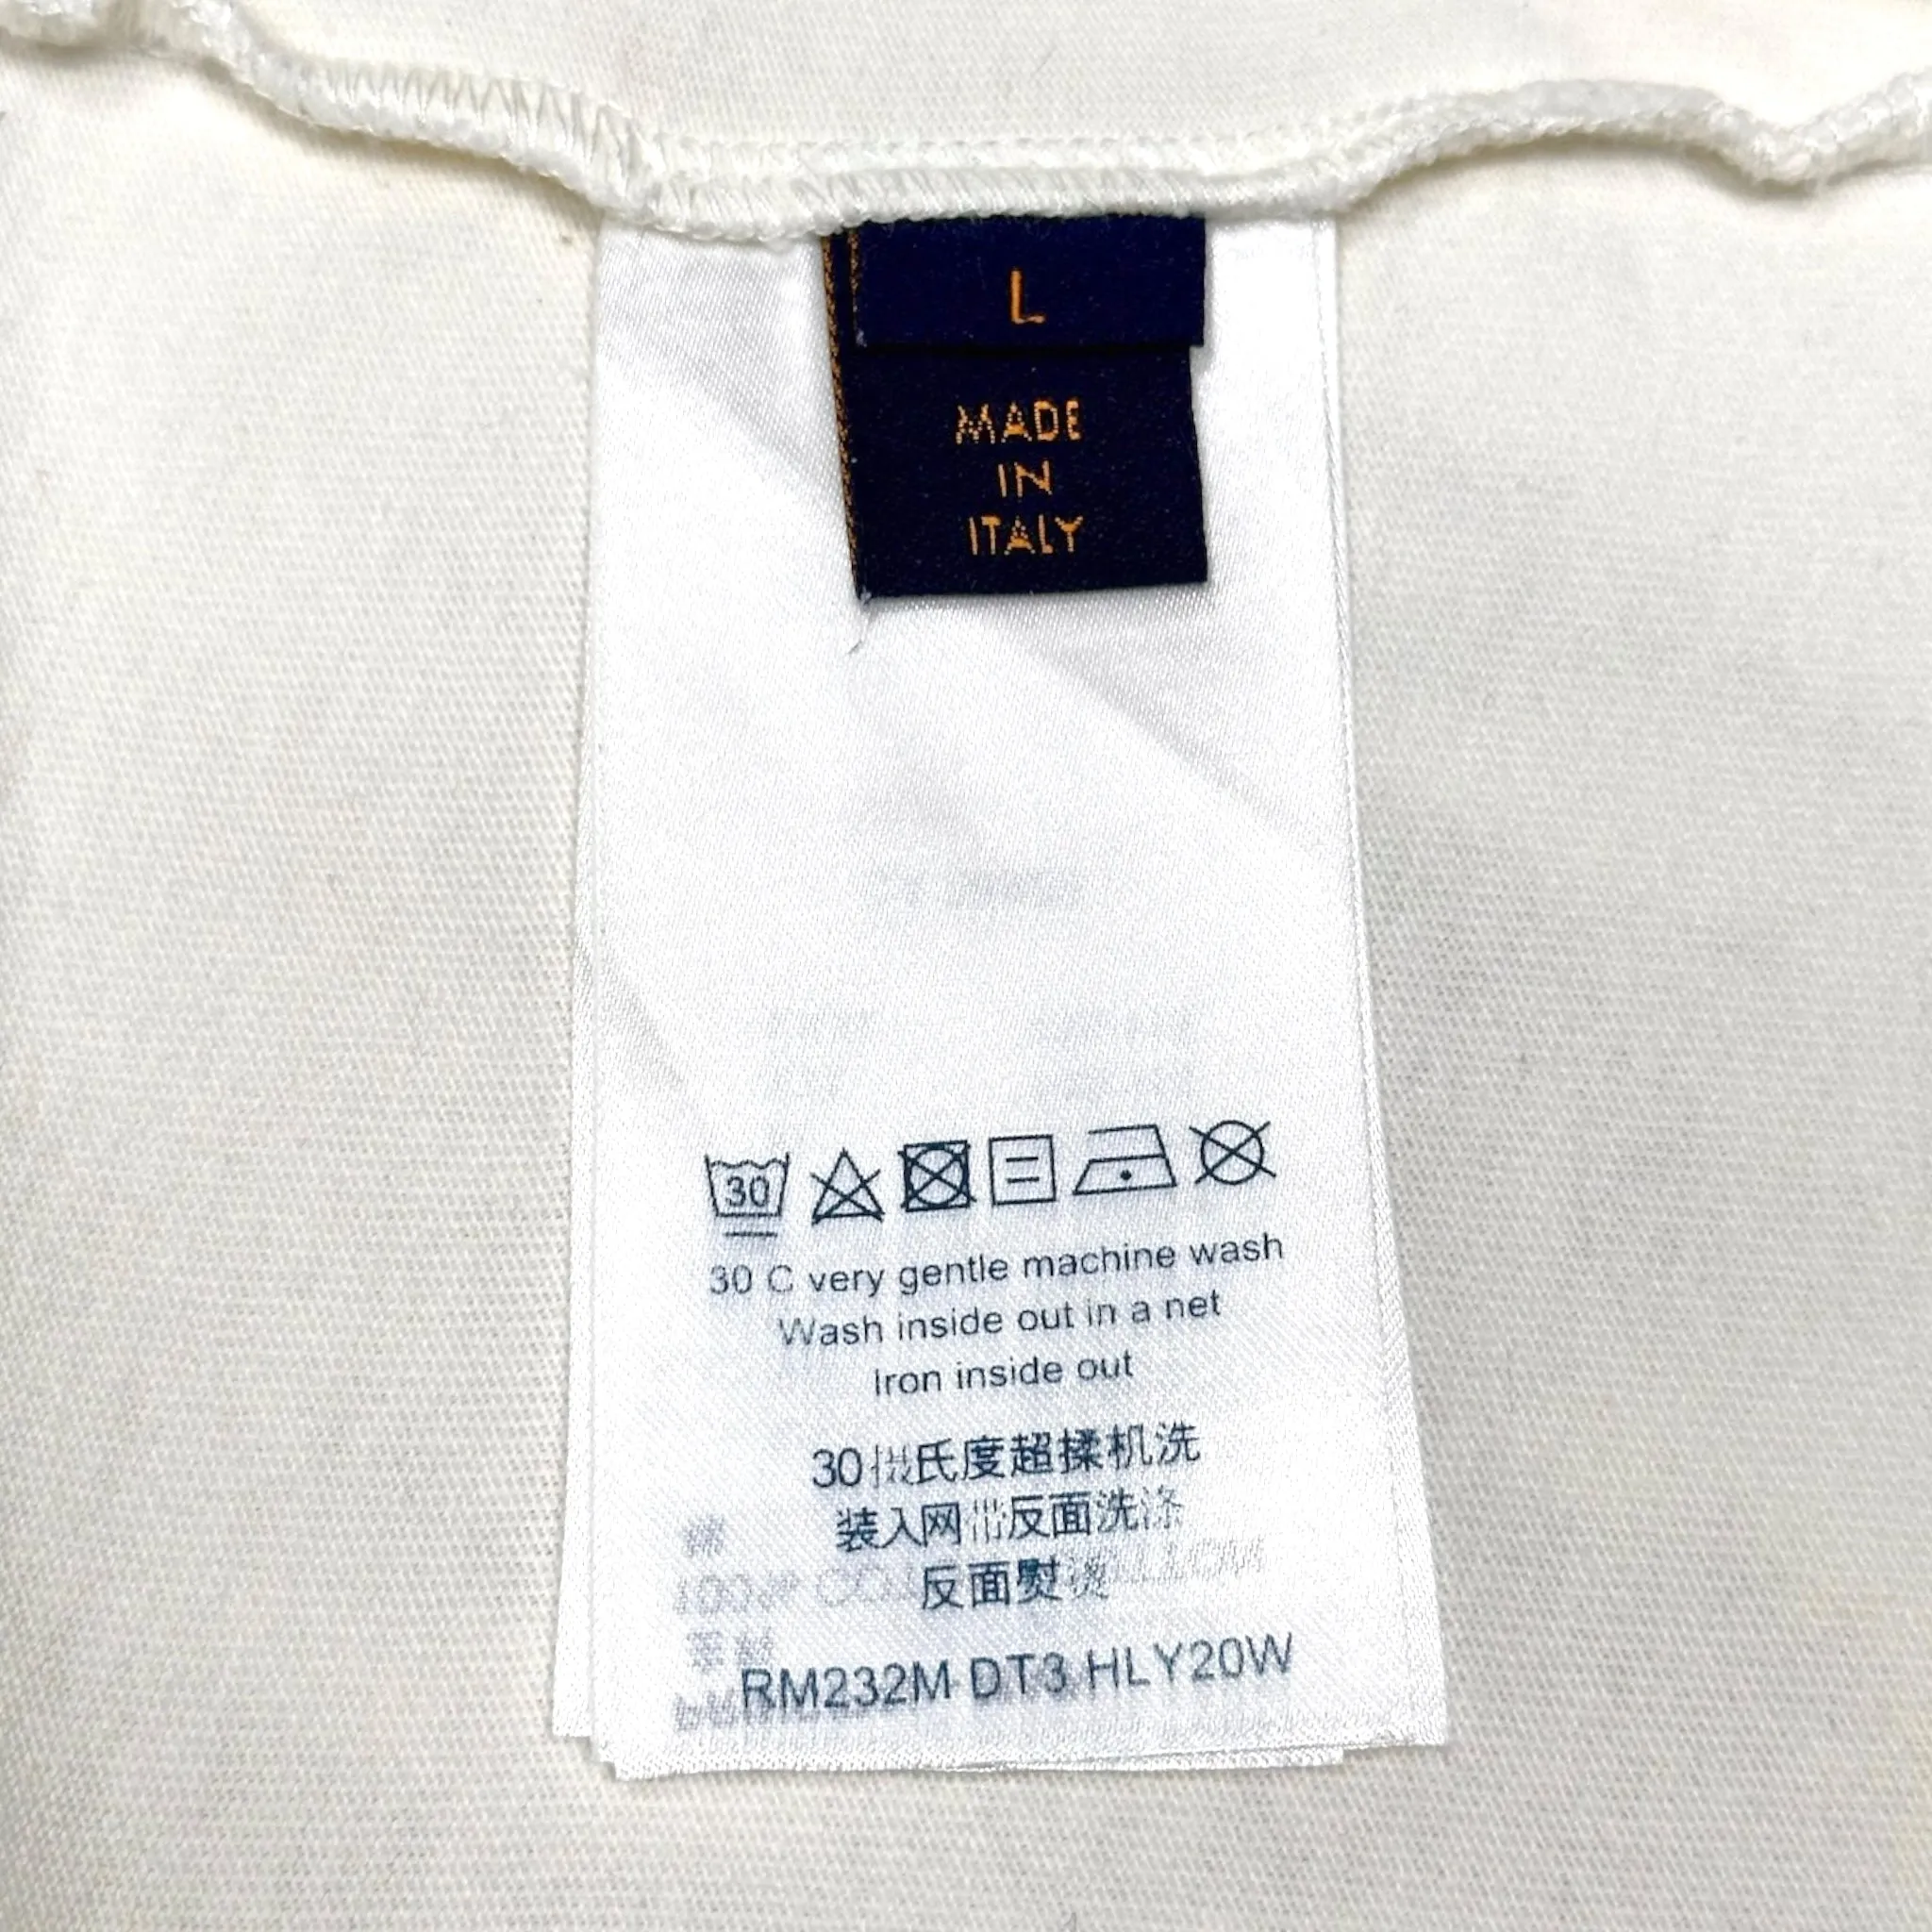 L
MADE
IN
ITALY
30
30 C very gentle machine wash
Wash inside out in a net
Iron inside out
30摄氏度超揉机洗
装入网带反面洗涤
反面熨烫
RM232M DT3 HLY20W